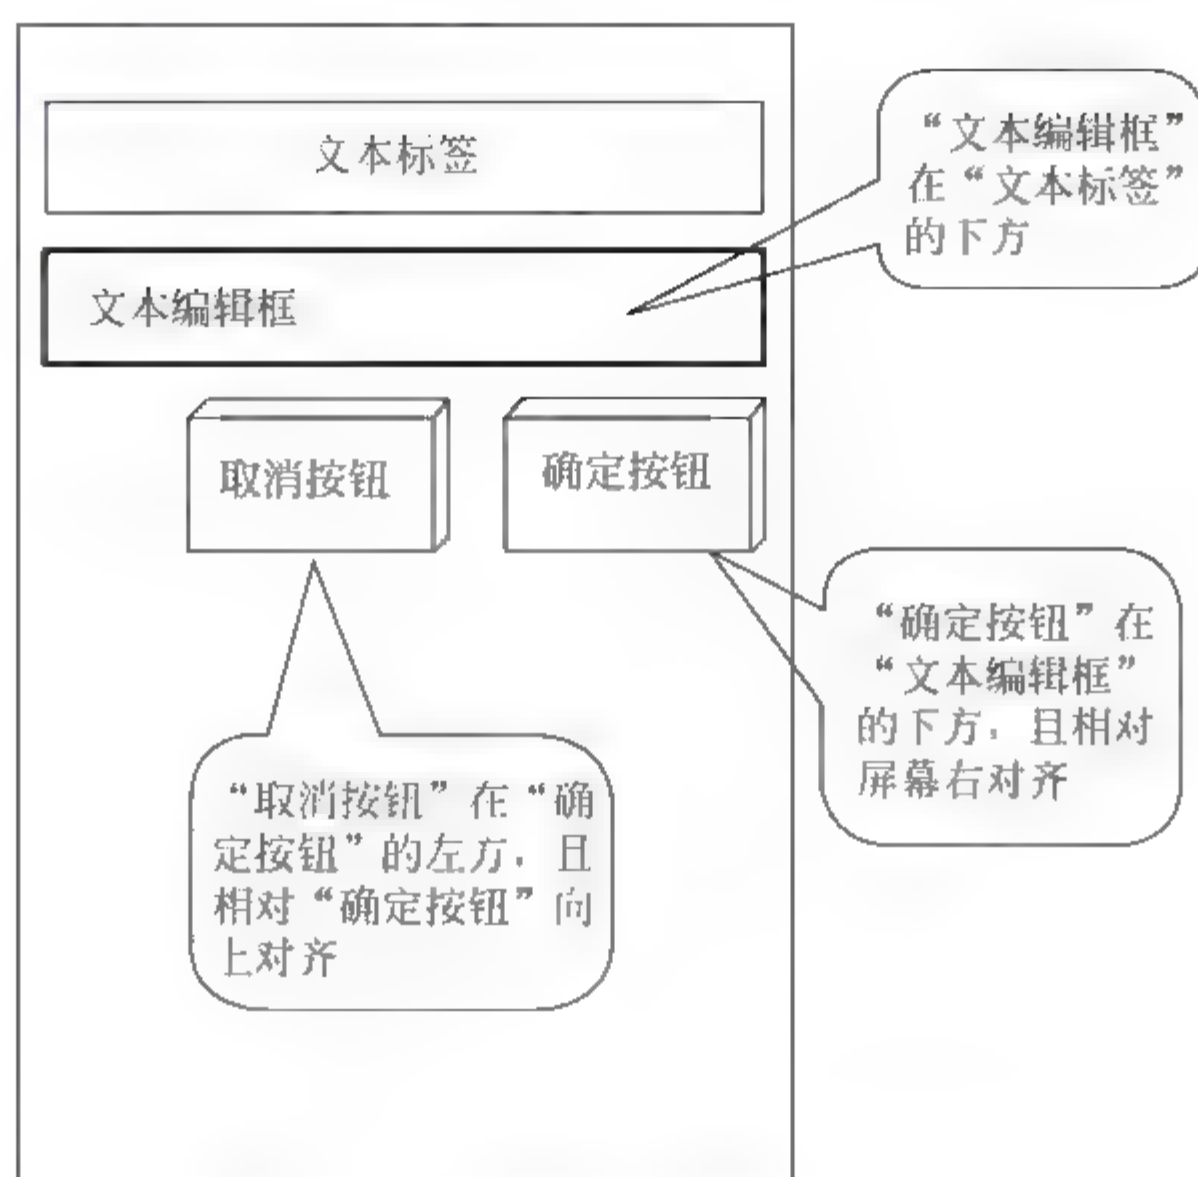 文本标签
“文本编辑框”
在“文本标签”
的下方
文本编辑框
取消按钮
确定按钮
“确定按钮”在
“文本编辑框”
的下方，且相对
屏幕右对齐
“取消按钮”在“确
定按钮”的左方，且
相对“确定按钮”向
上对齐